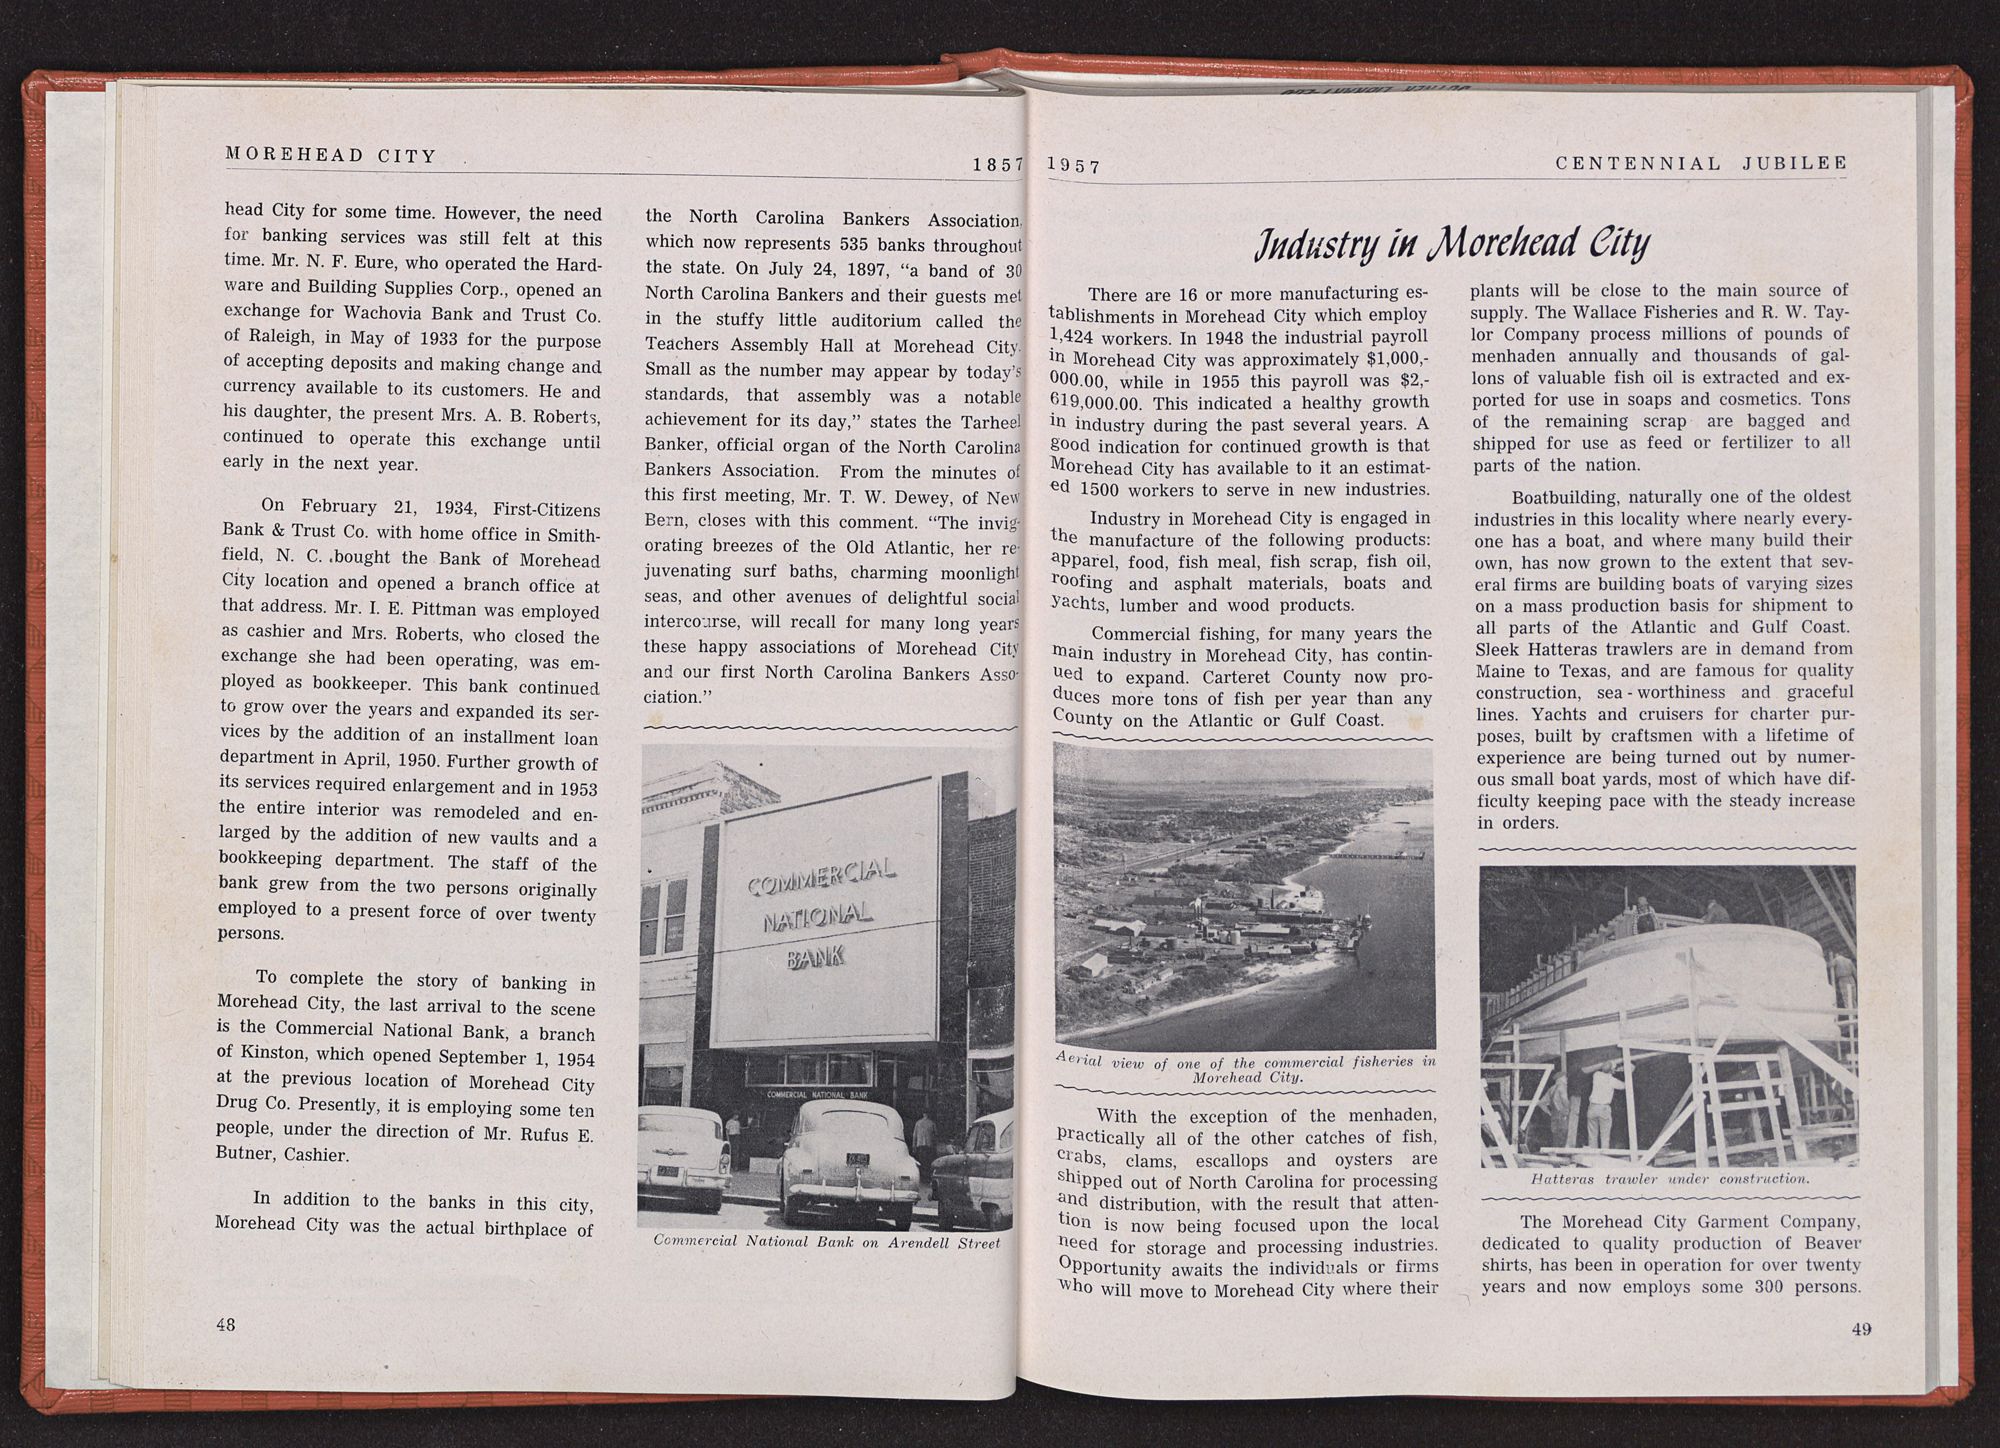 MOREHEAD CITY
1857
head City for some time. However, the need
for banking services was still felt at this
time. Mr. N. F. Eure, who operated the Hard-
ware and Building Supplies Corp., opened an
exchange for Wachovia Bank and Trust Co.
of Raleigh, in May of 1933 for the purpose
of accepting deposits and making change and
currency available to its customers. He and
his daughter, the present Mrs. A. B. Roberts,
continued to operate this exchange until
early in the next year.
On February 21, 1934, First-Citizens
Bank & Trust Co. with home office in Smith-
field, N. C. bought the Bank of Morehead
City location and opened a branch office at
that address. Mr. I. E. Pittman was employed
as cashier and Mrs. Roberts, who closed the
exchange she had been operating, was em-
ployed as bookkeeper. This bank continued
to grow over the years and expanded its ser-
vices by the addition of an installment loan
department in April, 1950. Further growth of
its services required enlargement and in 1953
the entire interior was remodeled and en-
larged by the addition of new vaults and a
bookkeeping department. The staff of the
bank grew from the two persons originally
employed to a present force of over twenty
persons.
To complete the story of banking in
Morehead City, the last arrival to the scene
is the Commercial National Bank, a branch
of Kinston, which opened September 1, 1954
at the previous location of Morehead City
Drug Co. Presently, it is employing some ten
people, under the direction of Mr. Rufus E.
Butner, Cashier.
In addition to the banks in this city,
Morehead City was the actual birthplace of
the North Carolina Bankers Association,
which now represents 535 banks throughout
the state. On July 24, 1897, “a band of 30
North Carolina Bankers and their guests met
in the stuffy little auditorium called the
Teachers Assembly Hall at Morehead City.
Small as the number may appear by today’s
standards, that assembly was a notable
achievement for its day,” states the Tarheel
Banker, official organ of the North Carolina
Bankers Association. From the minutes of
this first meeting, Mr. T. W. Dewey, of New
Bern, closes with this comment. “The invig-
orating breezes of the Old Atlantic, her re-
juvenating surf baths, charming moonlight
seas, and other avenues of delightful social
intercourse, will recall for many long years
these happy associations of Morehead City
and our first North Carolina Bankers Asso-
ciation.”
COMMERCIAL
NATIONAL
BANK
COMMERCIAL NATIONAL BANK
Commercial National Bank on Arendell Street
48
1957
CENTENNIAL JUBILEE
Industry in Morehead City
There are 16 or more manufacturing es-
tablishments in Morehead City which employ
1,424 workers. In 1948 the industrial payroll
in Morehead City was approximately $1,000,-
000.00, while in 1955 this payroll was $2,-
619,000.00. This indicated a healthy growth
in industry during the past several years. A
good indication for continued growth is that
Morehead City has available to it an estimat-
ed 1500 workers to serve in new industries.
Industry in Morehead City is engaged in
the manufacture of the following products:
apparel, food, fish meal, fish scrap, fish oil,
roofing and asphalt materials, boats and
yachts, lumber and wood products.
Commercial fishing, for many years the
main industry in Morehead City, has contin-
ued to expand. Carteret County now pro-
duces more tons of fish per year than any
County on the Atlantic or Gulf Coast.
Aerial view of one of the commercial fisheries in
Morehead City.
With the exception of the menhaden,
practically all of the other catches of fish,
crabs, clams, escallops and oysters are
shipped out of North Carolina for processing
and distribution, with the result that atten-
tion is now being focused upon the local
need for storage and processing industries.
Opportunity awaits the individuals or firms
who will move to Morehead City where their
plants will be close to the main source of
supply. The Wallace Fisheries and R. W. Tay-
lor Company process millions of pounds of
menhaden annually and thousands of gal-
lons of valuable fish oil is extracted and ex-
ported for use in soaps and cosmetics. Tons
of the remaining scrap are bagged and
shipped for use as feed or fertilizer to all
parts of the nation.
Boatbuilding, naturally one of the oldest
industries in this locality where nearly every-
one has a boat, and where many build their
own, has now grown to the extent that sev-
eral firms are building boats of varying sizes
on a mass production basis for shipment to
all parts of the Atlantic and Gulf Coast.
Sleek Hatteras trawlers are in demand from
Maine to Texas, and are famous for quality
construction, sea-worthiness and graceful
lines. Yachts and cruisers for charter pur-
poses, built by craftsmen with a lifetime of
experience are being turned out by numer-
ous small boat yards, most of which have dif-
ficulty keeping pace with the steady increase
in orders.
Hatteras trawler under construction.
The Morehead City Garment Company,
dedicated to quality production of Beaver
shirts, has been in operation for over twenty
years and now employs some 300 persons.
49